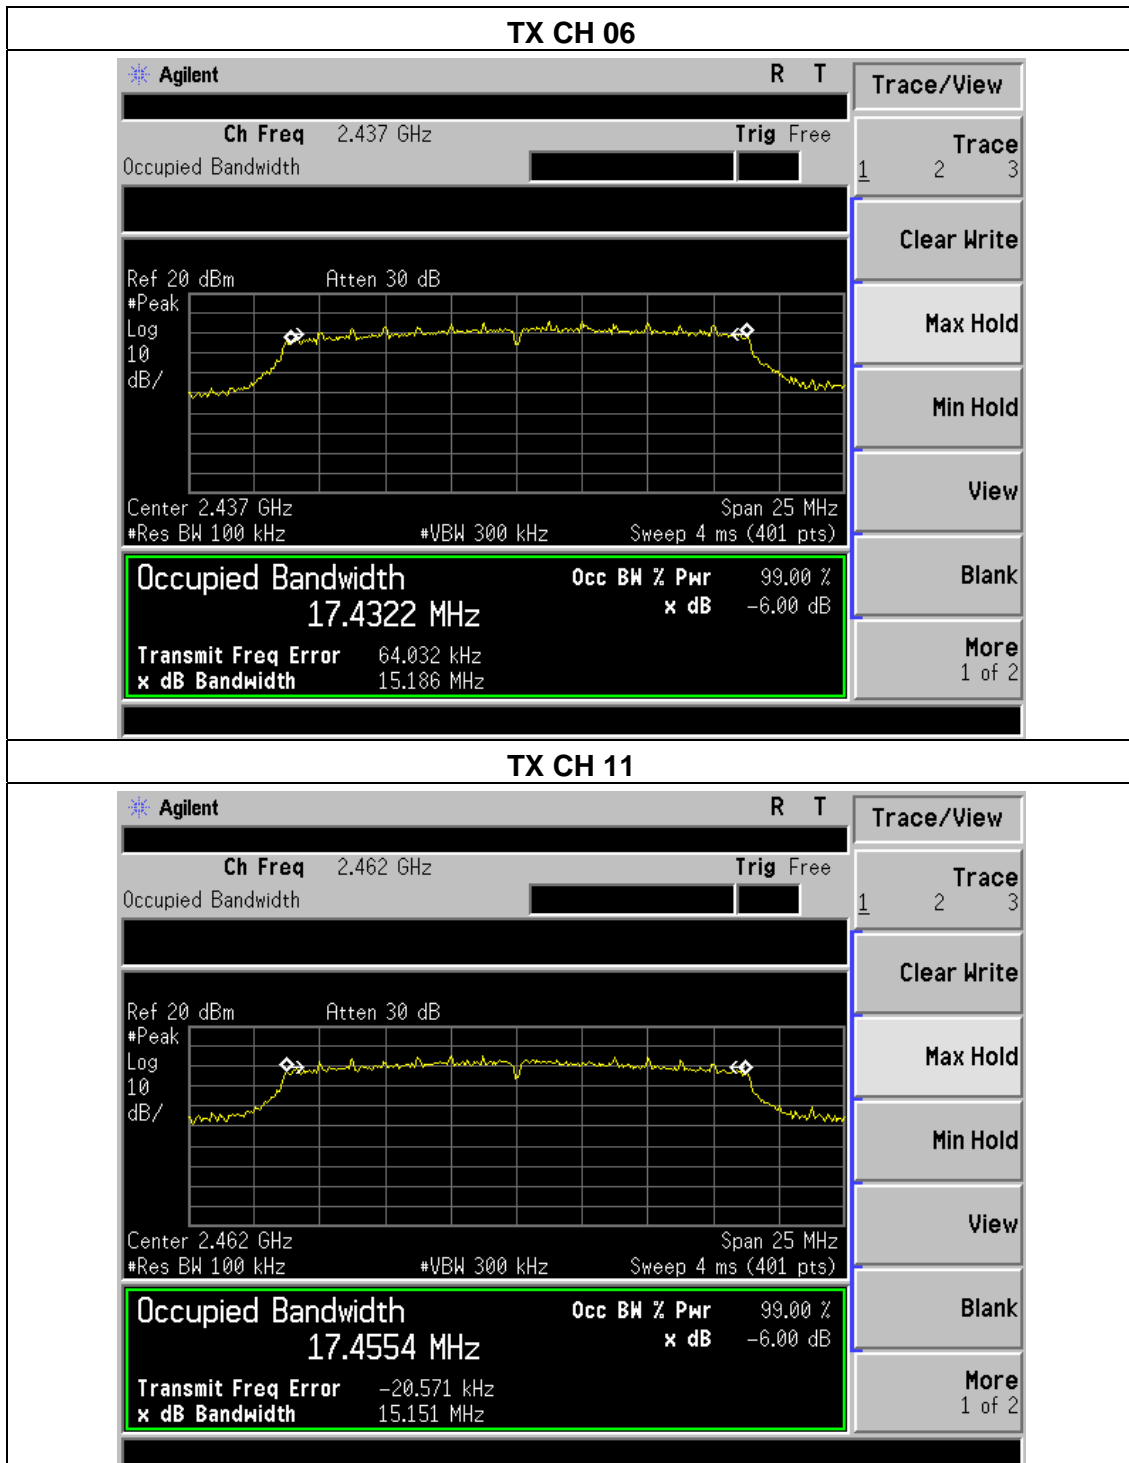 TX CH 06
Agilent R T
Trace/View
Ch Freq 2.437 GHz Trig Free
Occupied Bandwidth
Trace
1 2 3
Clear Write
Max Hold
Min Hold
View
Blank
More
1 of 2
Ref 20 dBm Atten 30 dB
#Peak
Log
10
dB/
Center 2.437 GHz Span 25 MHz
#Res BW 100 kHz #VBW 300 kHz Sweep 4 ms (401 pts)
Occupied Bandwidth Occ BW % Pwr 99.00 %
17.4322 MHz x dB -6.00 dB
Transmit Freq Error 64.032 kHz
x dB Bandwidth 15.186 MHz
TX CH 11
Agilent R T
Trace/View
Ch Freq 2.462 GHz Trig Free
Occupied Bandwidth
Trace
1 2 3
Clear Write
Max Hold
Min Hold
View
Blank
More
1 of 2
Ref 20 dBm Atten 30 dB
#Peak
Log
10
dB/
Center 2.462 GHz Span 25 MHz
#Res BW 100 kHz #VBW 300 kHz Sweep 4 ms (401 pts)
Occupied Bandwidth Occ BW % Pwr 99.00 %
17.4554 MHz x dB -6.00 dB
Transmit Freq Error -20.571 kHz
x dB Bandwidth 15.151 MHz